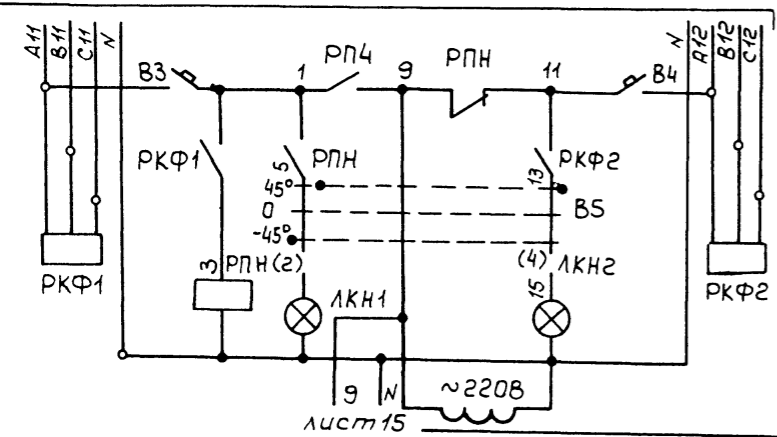 A11 B11 C11 N
N A12 B12 C12
B3 1 РП4 9 РПН 11 B4
РКФ1 5 РПН 13 РКФ2
45° B5
0
-45°
3 РПН (2) (4) ЛКН2
РКФ1 РКФ2
ЛКН1 15
9 N ~220В
лист 15